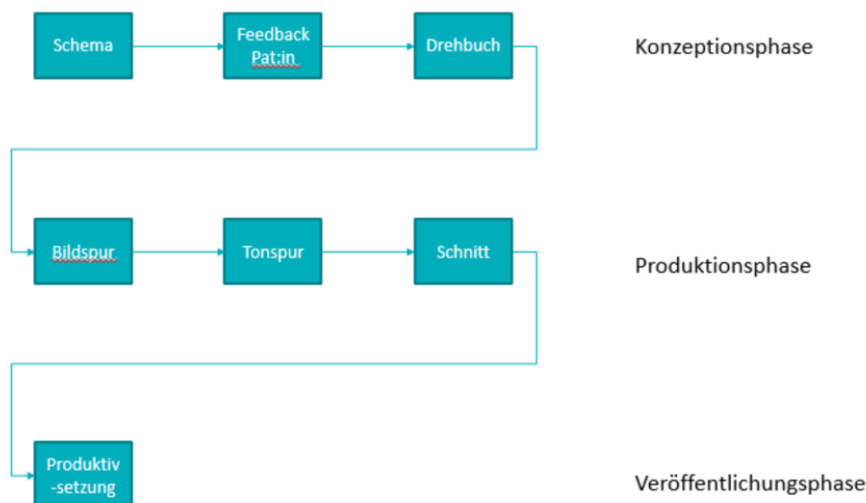 Schema
Feedback
Pat:in
Drehbuch
Konzeptionsphase
Bildspur
Tonspur
Schnitt
Produktionsphase
Produktiv
-setzung
Veröffentlichungsphase